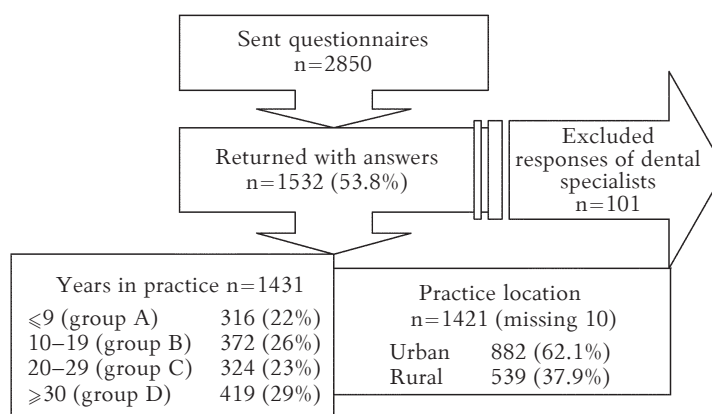 Sent questionnaires
n=2850
Returned with answers
n=1532 (53.8%)
Excluded
responses of dental
specialists
n=101
Years in practice n=1431
⩽9 (group A) 316 (22%)
10–19 (group B) 372 (26%)
20–29 (group C) 324 (23%)
⩾30 (group D) 419 (29%)
Practice location
n=1421 (missing 10)
Urban 882 (62.1%)
Rural 539 (37.9%)